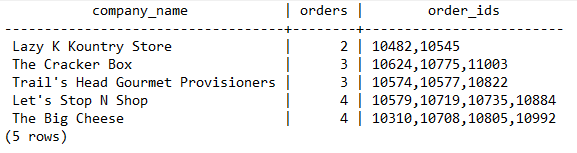 company_name | orders | order_ids
-------------------------------+--------+-------------------------
Lazy K Kountry Store | 2 | 10482,10545
The Cracker Box | 3 | 10624,10775,11003
Trail's Head Gourmet Provisioners | 3 | 10574,10577,10822
Let's Stop N Shop | 4 | 10579,10719,10735,10884
The Big Cheese | 4 | 10310,10708,10805,10992
(5 rows)